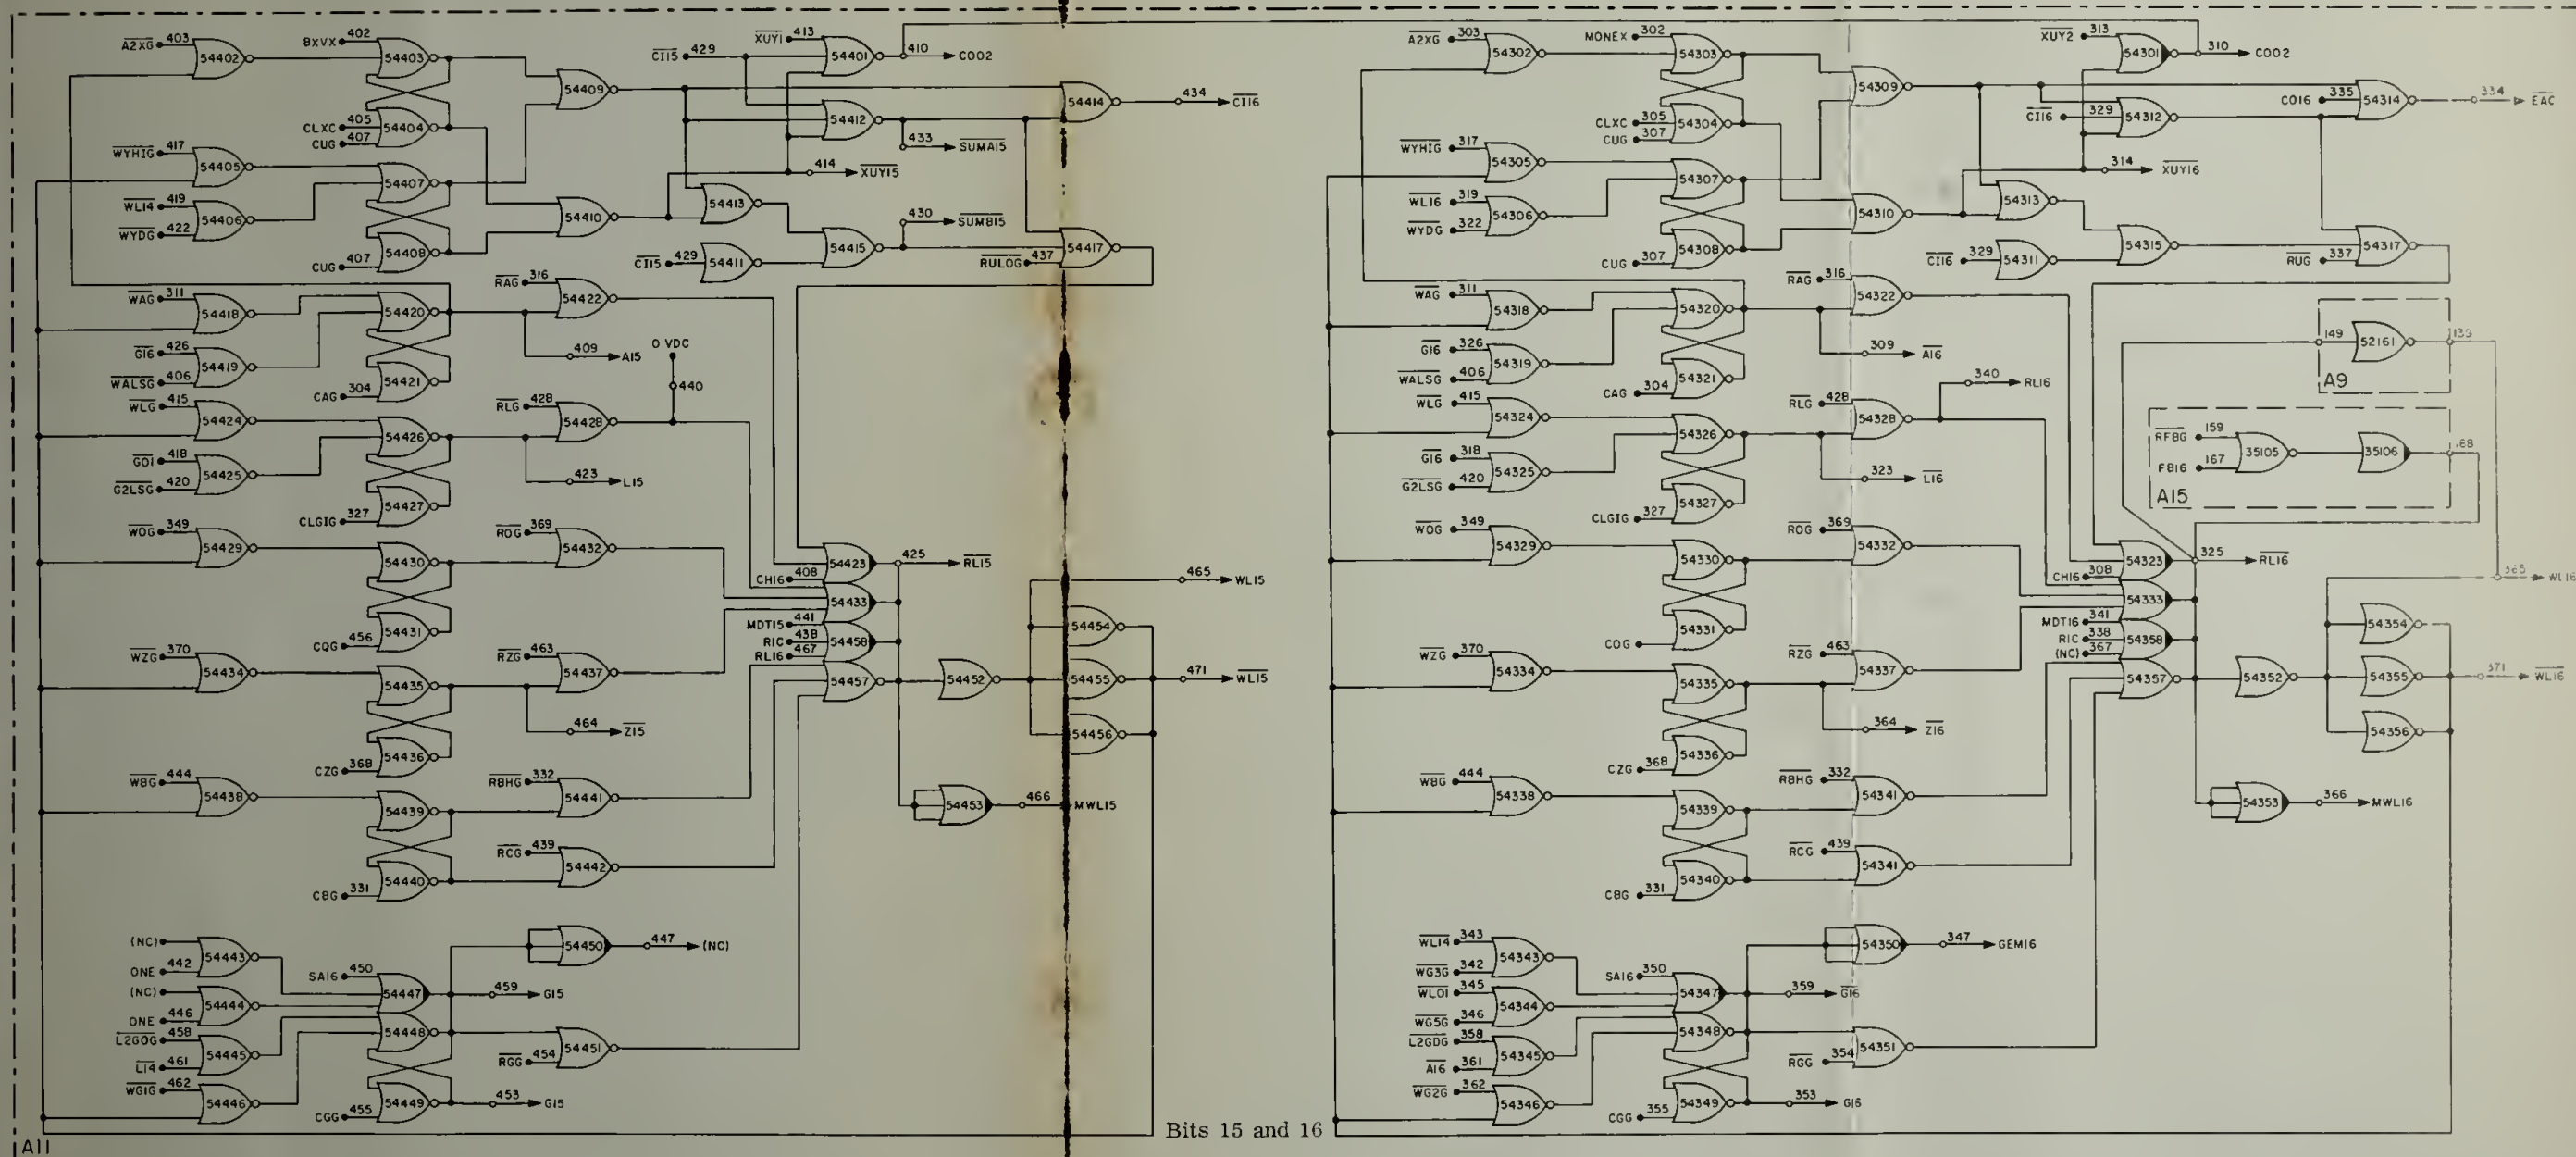 A2XG 403
54402
BXVX 402
54403
CLXC 405
CUG 407
54404
WYHIG 417
54405
WL14 419
WYDG 422
54406
54407
CUG 407
54408
54409
54410
XUY1 413
CI15 429
54401
410 CO02
54412
433 SUMA15
414 XUY15
54413
CI15 429
54411
54415
430 SUMB15
54414
434 CI16
RULOG 437
54417
WAG 311
54418
G16 426
WALSG 406
54419
54420
CAG 304
54421
RAG 316
54422
409 A15
0 VDC
440
WLG 415
54424
G01 418
G2LSG 420
54425
54426
CLGIG 327
54427
RLG 428
54428
423 L15
WOG 349
54429
54430
CQG 456
54431
ROG 369
54432
WZG 370
54434
54435
CZG 368
54436
RZG 463
54437
464 Z15
WBG 444
54438
54439
CBG 331
54440
RBHG 332
54441
RCG 439
54442
CH16 408
54423
425 RL15
54433
MDT15 441
RIC 438
RL16 467
54458
54457
54452
54453
466 MWL15
54454
54455
54456
465 WL15
471 WL15
(NC)
ONE 442
54443
(NC)
ONE 446
54444
L2GOG 458
L14 461
54445
WG1G 462
54446
SA16 450
54447
54448
CGG 455
54449
54450
447 (NC)
459 G15
RGG 454
54451
453 G15
A11
Bits 15 and 16
A2XG 303
54302
MONEX 302
54303
CLXC 305
CUG 307
54304
WYHIG 317
54305
WL16 319
WYDG 322
54306
54307
CUG 307
54308
54309
54310
XUY2 313
54301
310 CO02
CI16 329
54312
314 XUY16
54313
CI16 329
54311
54315
CO16 335
54314
334 EAC
RUG 337
54317
WAG 311
54318
G16 326
WALSG 406
54319
54320
CAG 304
54321
RAG 316
54322
309 A16
WLG 415
54324
G16 318
G2LSG 420
54325
54326
CLGIG 327
54327
RLG 428
54328
340 RL16
323 L16
149
52161
139
A9
RFBG 159
FB16 167
35105
35106
168
A15
WOG 349
54329
54330
COG
54331
ROG 369
54332
WZG 370
54334
54335
CZG 368
54336
RZG 463
54337
364 Z16
WBG 444
54338
54339
CBG 331
54340
RBHG 332
54341
RCG 439
54341
CH16 308
54323
325 RL16
54333
MDT16 341
RIC 338
(NC) 367
54358
54357
54352
54353
366 MWL16
54354
54355
54356
365 WL16
371 WL16
WL14 343
WG3G 342
54343
WL01 345
WG5G 346
54344
L2GDG 358
A16 361
54345
WG2G 362
54346
SA16 350
54347
54348
CGG 355
54349
54350
347 GEM16
359 G16
RGG 354
54351
353 G16